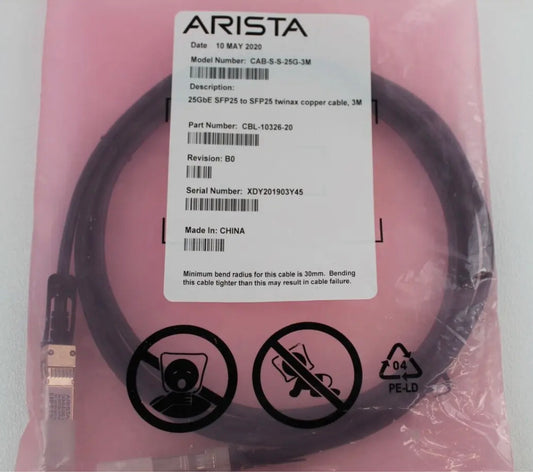 ARISTA
Date 10 MAY 2020
Model Number: CAB-S-S-25G-3M
Description:
25GbE SFP25 to SFP25 twinax copper cable, 3M
Part Number: CBL-10326-20
Revision: B0
Serial Number: XDY201903Y45
Made In: CHINA
Minimum bend radius for this cable is 30mm. Bending
this cable tighter than this may result in cable failure.
04
PE-LD
ARISTA